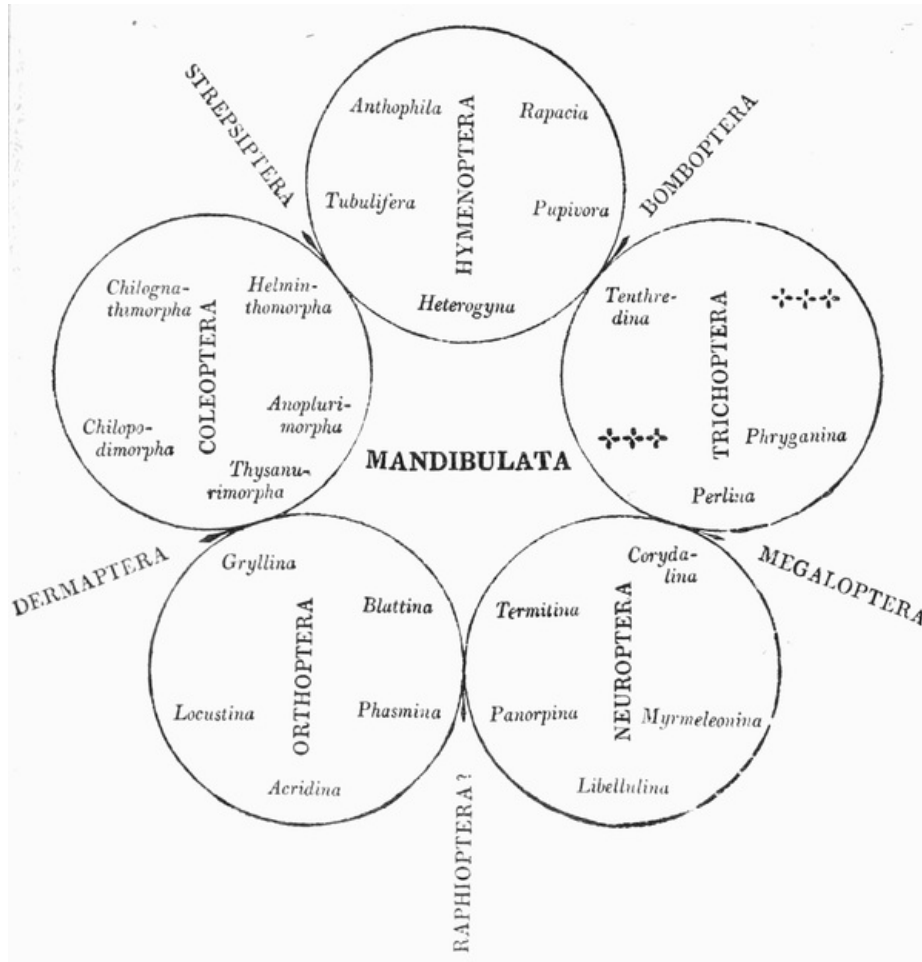 STREPSIPTERA
BOMBOPTERA
HYMENOPTERA
Anthophila
Rapacia
Tubulifera
Pupivora
Heterogyna
COLEOPTERA
Chilogna-
thimorpha
Helmin-
thomorpha
Anopluri-
morpha
Chilopo-
dimorpha
Thysanu-
rimorpha
MANDIBULATA
TRICHOPTERA
Tenthre-
dina
Phryganina
Perlina
DERMAPTERA
MEGALOPTERA
ORTHOPTERA
Gryllina
Blattina
Locustina
Phasmina
Acridina
NEUROPTERA
Coryda-
lina
Termitina
Panorpina
Myrmeleonina
Libellulina
RAPHIOPTERA?